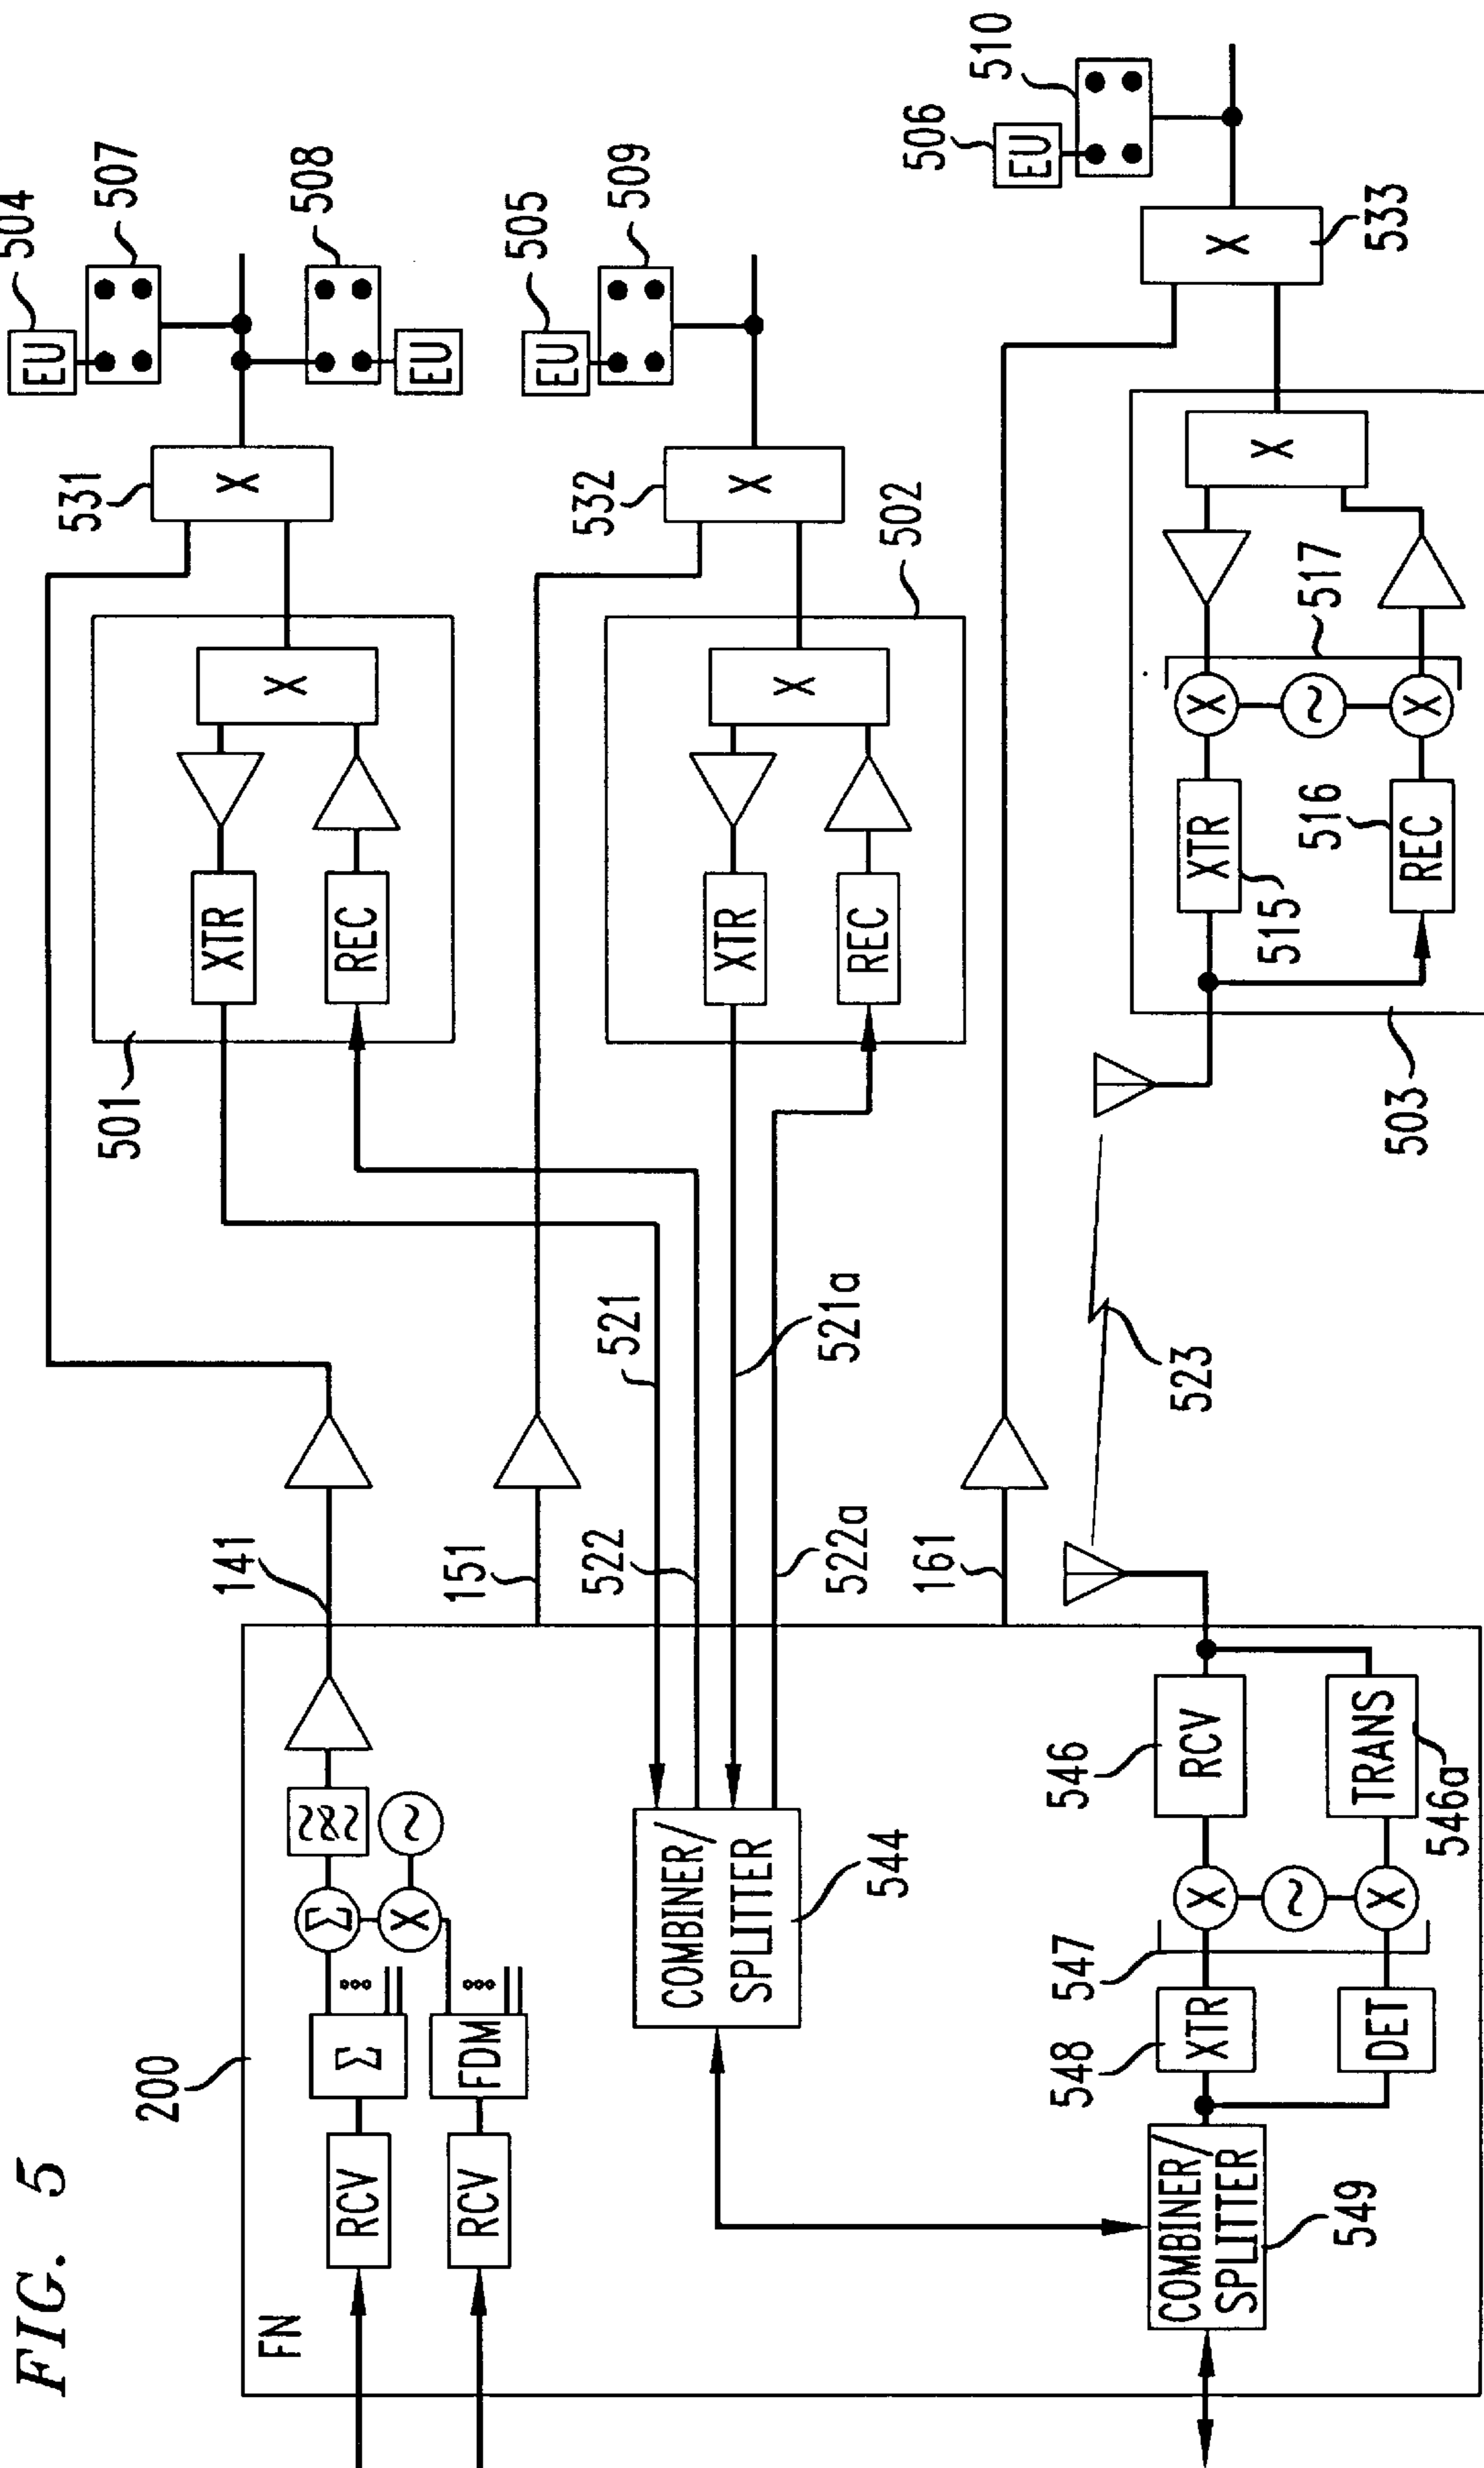 FIG. 5
200
FN
RCV
Σ
RCV
FDM
Σ
X
141
151
161
521
522
521a
522a
COMBINER/
SPLITTER
544
COMBINER/
SPLITTER
549
548
XTR
DET
547
X
X
546
RCV
TRANS
546a
523
501
XTR
REC
X
531
X
504
EU
507
508
EU
502
XTR
REC
X
532
X
505
EU
509
503
XTR
515
516
REC
517
X
X
X
533
X
506
EU
510